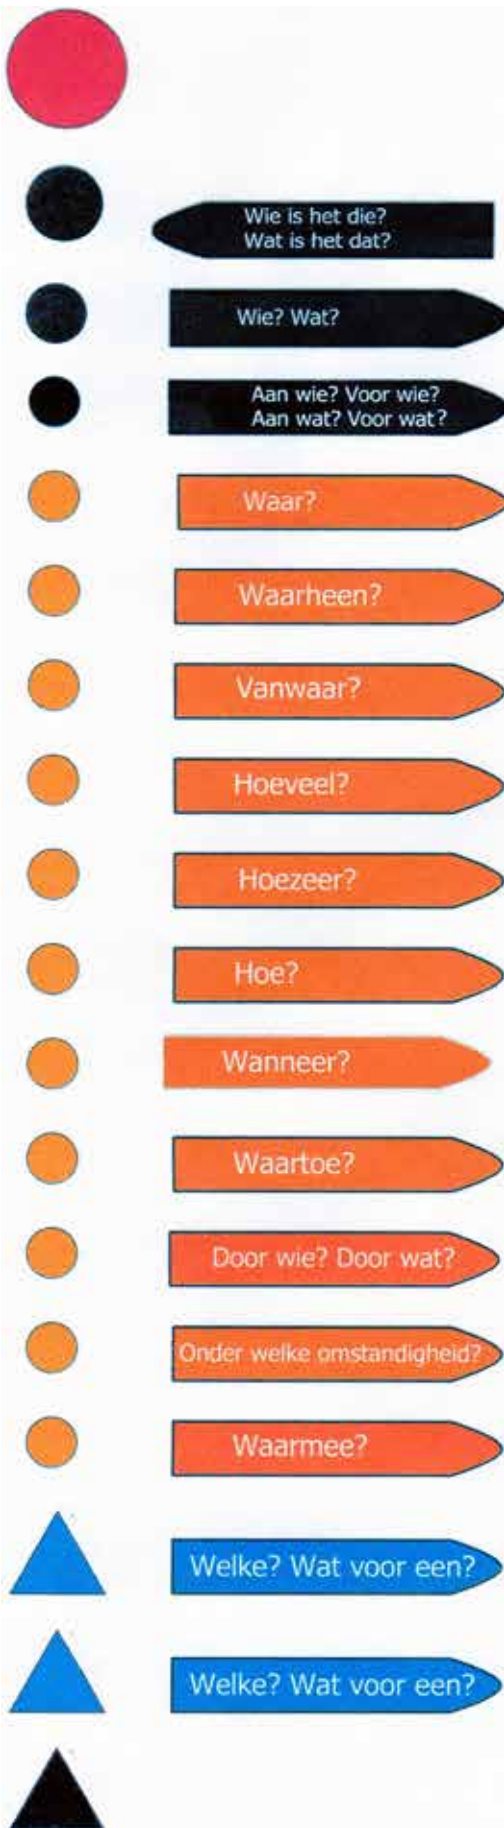 Wie is het die?
Wat is het dat?
Wie? Wat?
Aan wie? Voor wie?
Aan wat? Voor wat?
Waar?
Waarheen?
Vanwaar?
Hoeveel?
Hoezeer?
Hoe?
Wanneer?
Waartoe?
Door wie? Door wat?
Onder welke omstandigheid?
Waarmee?
Welke? Wat voor een?
Welke? Wat voor een?